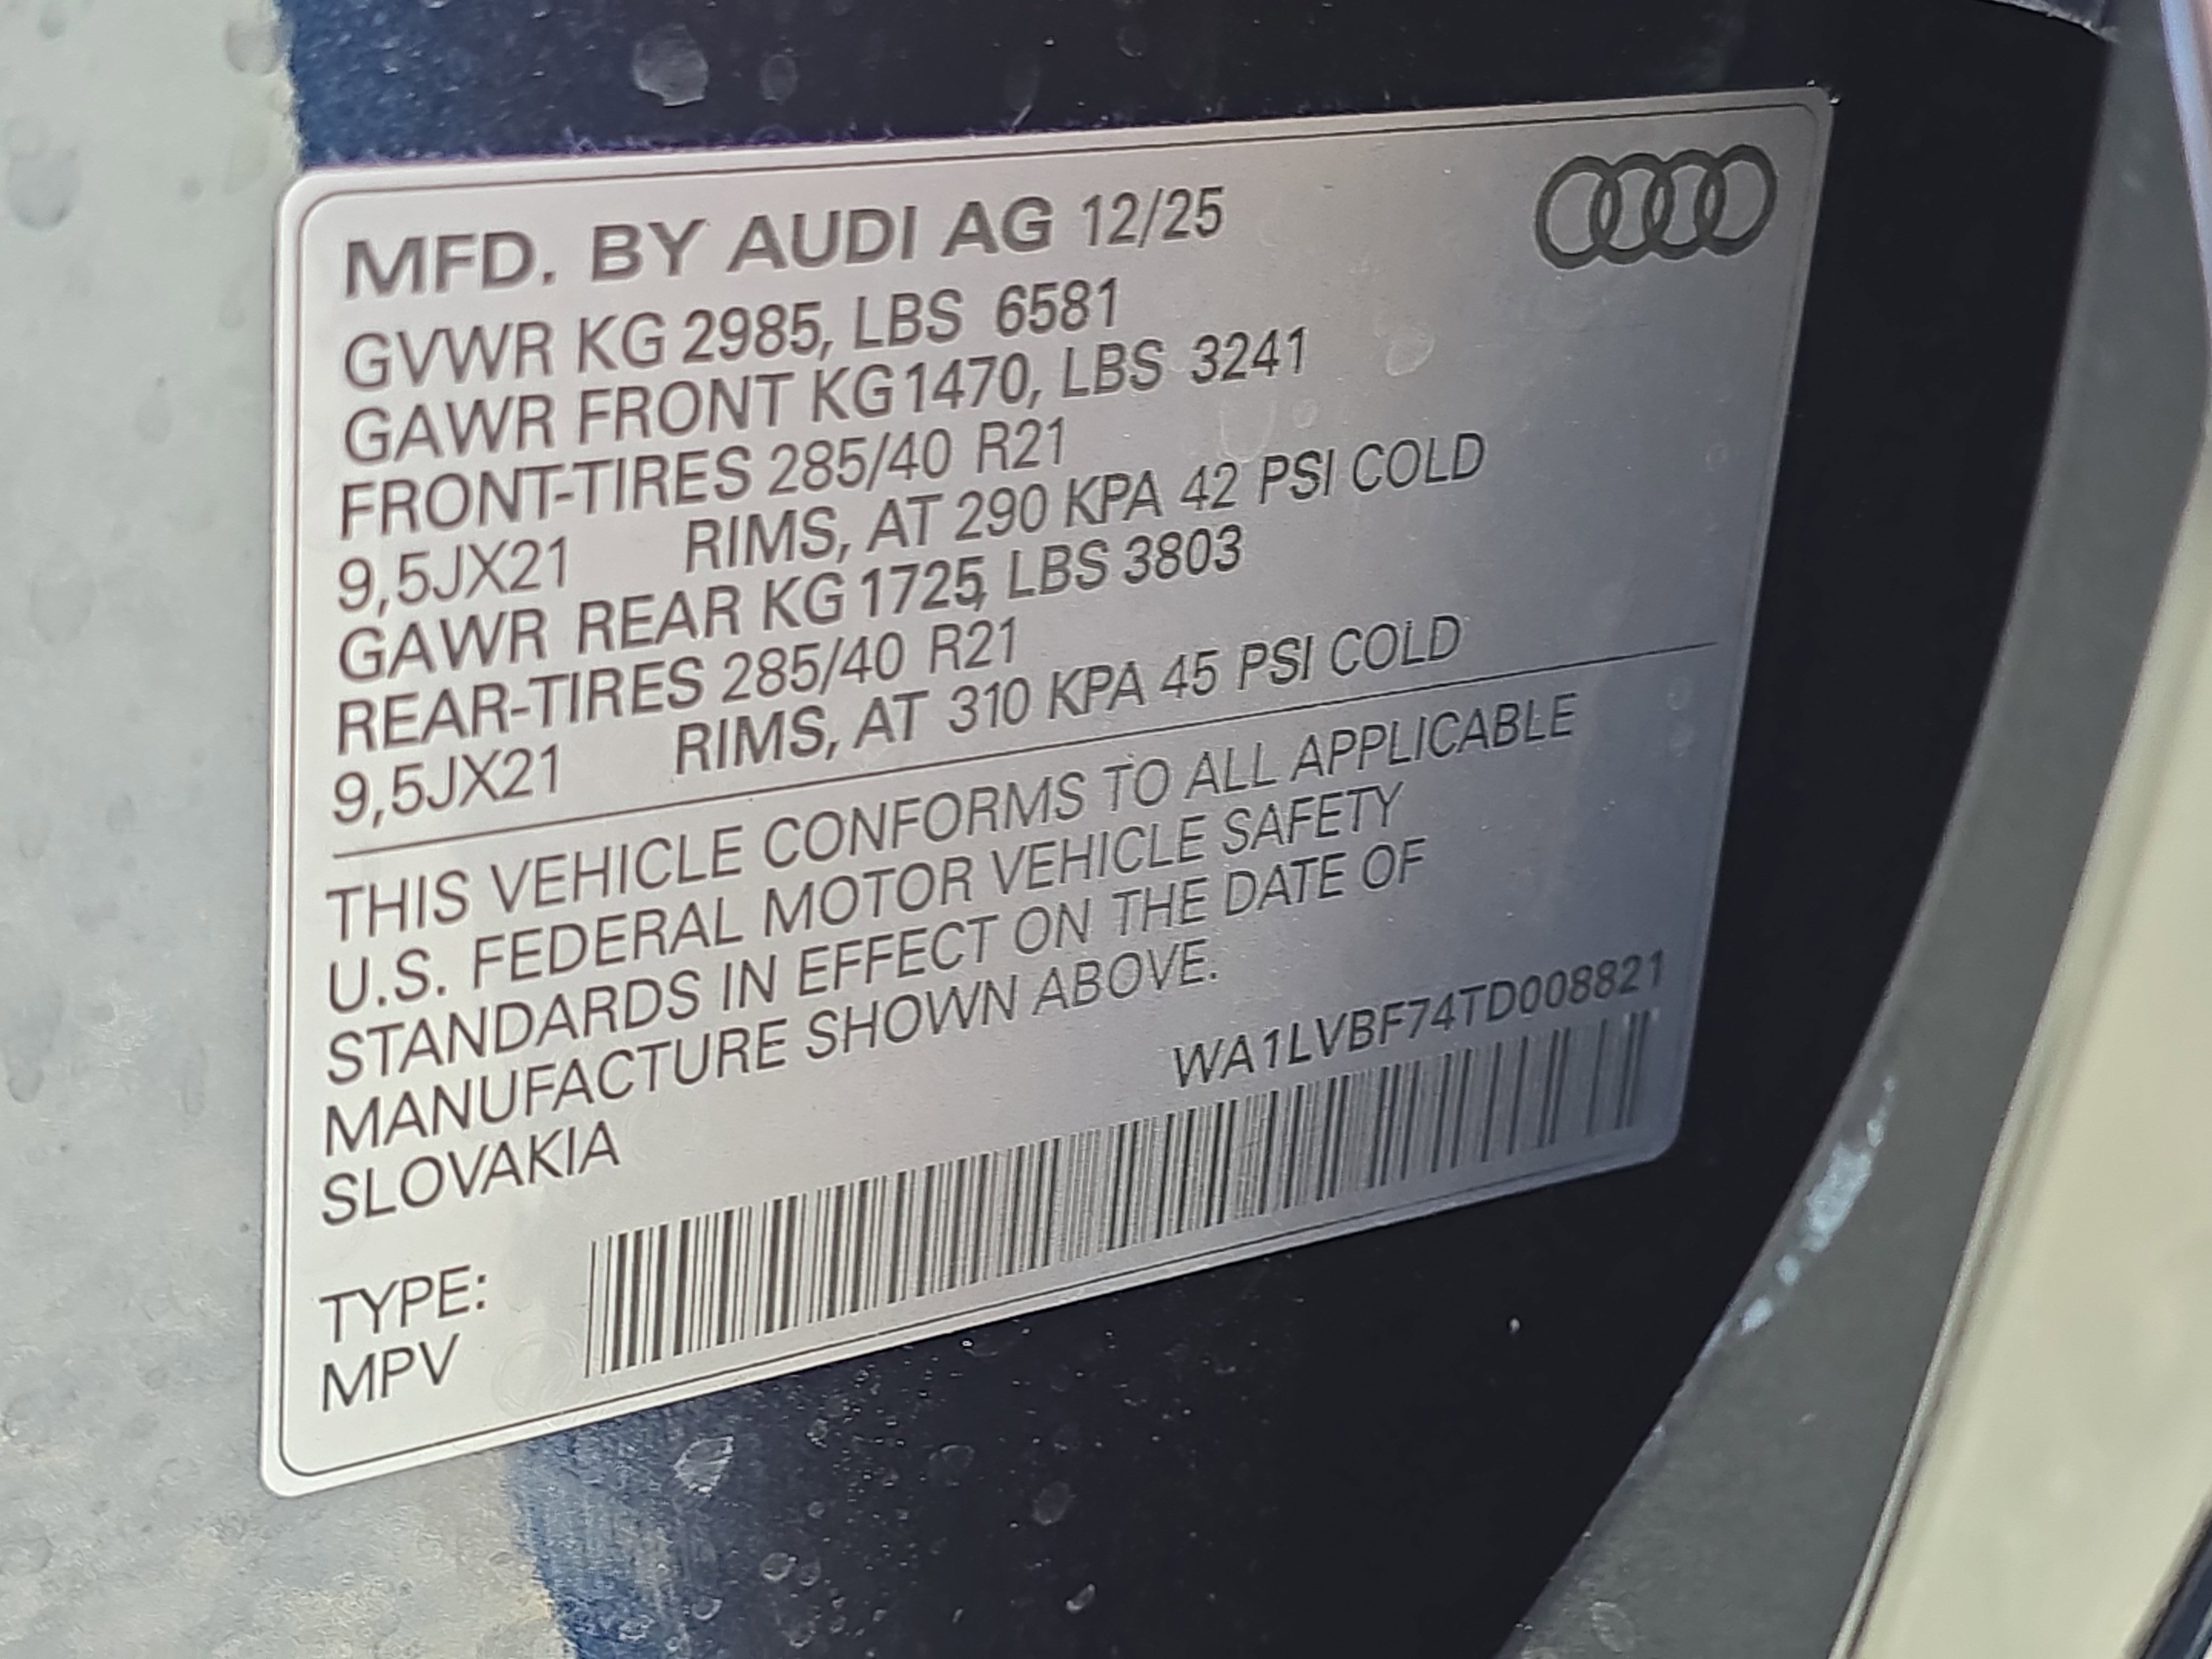 MFD. BY AUDI AG 12/25
GVWR KG 2985, LBS 6581
GAWR FRONT KG 1470, LBS 3241
FRONT-TIRES 285/40 R21
9,5JX21 RIMS, AT 290 KPA 42 PSI COLD
GAWR REAR KG 1725, LBS 3803
REAR-TIRES 285/40 R21
9,5JX21 RIMS, AT 310 KPA 45 PSI COLD
THIS VEHICLE CONFORMS TO ALL APPLICABLE
U.S. FEDERAL MOTOR VEHICLE SAFETY
STANDARDS IN EFFECT ON THE DATE OF
MANUFACTURE SHOWN ABOVE.
SLOVAKIA
WA1LVBF74TD008821
TYPE:
MPV